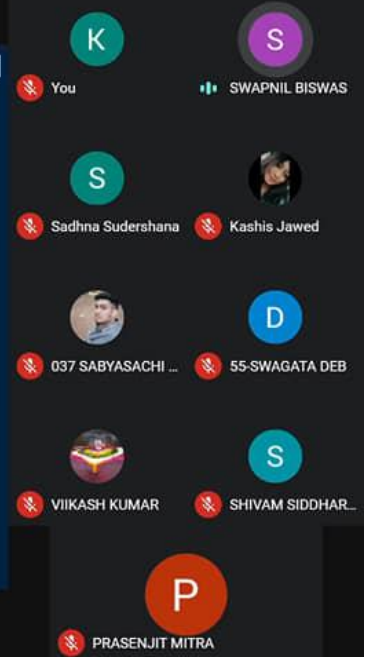 K
S
You
SWAPNIL BISWAS
S
Sadhna Sudershana
Kashis Jawed
D
037 SABYASACHI ...
55-SWAGATA DEB
S
VIIKASH KUMAR
SHIVAM SIDDHAR...
P
PRASENJIT MITRA